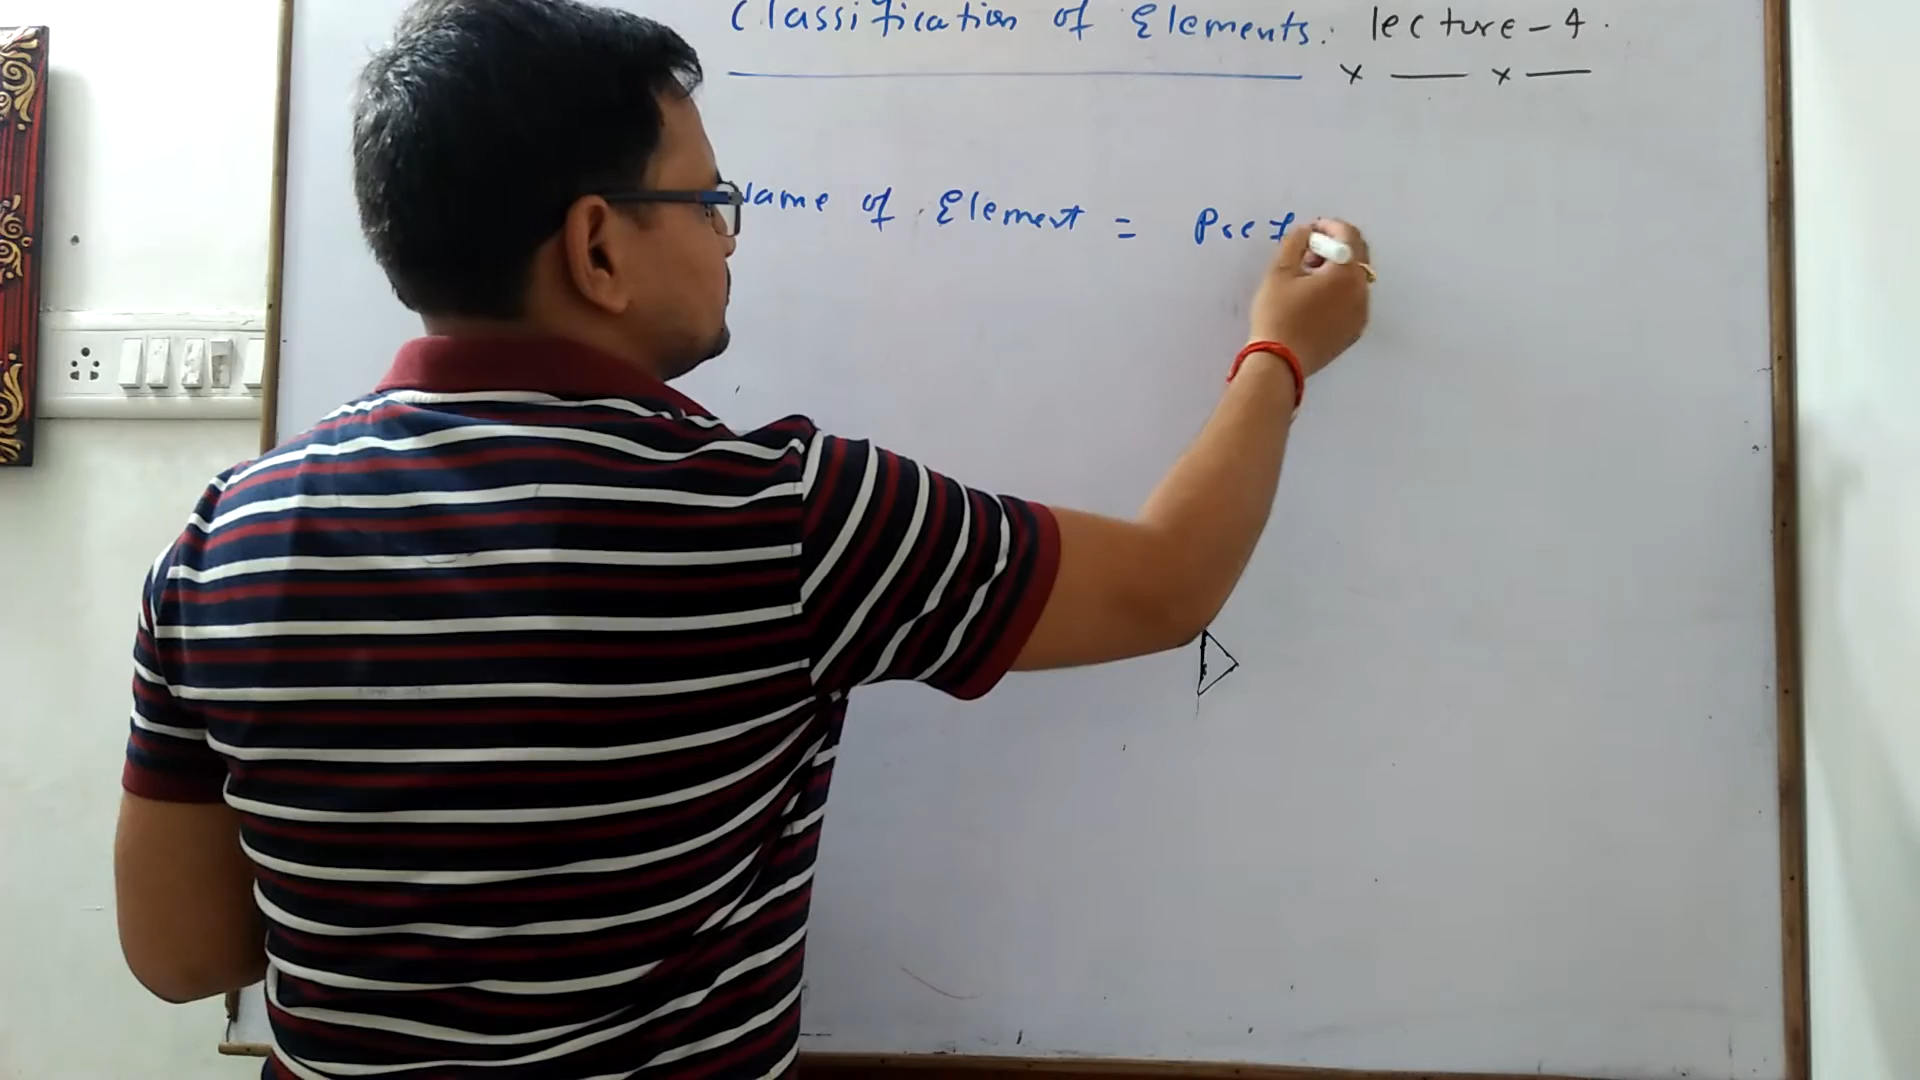 Classification of Elements. lecture-4.
Name of Element = Pref